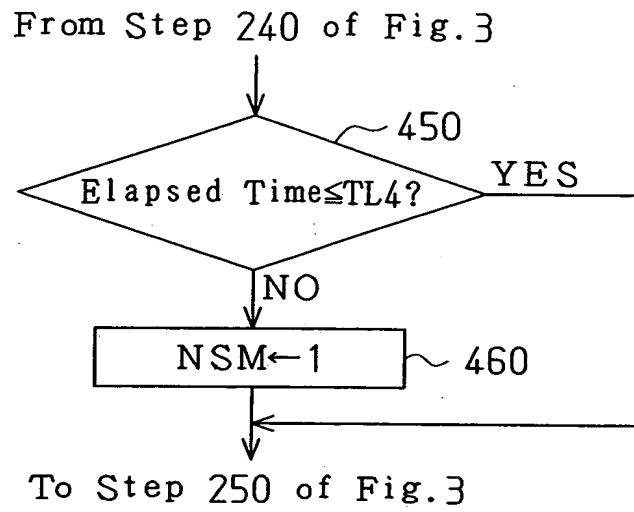 From Step 240 of Fig.3
450
Elapsed Time≦TL4?
YES
NO
NSM←1
460
To Step 250 of Fig.3